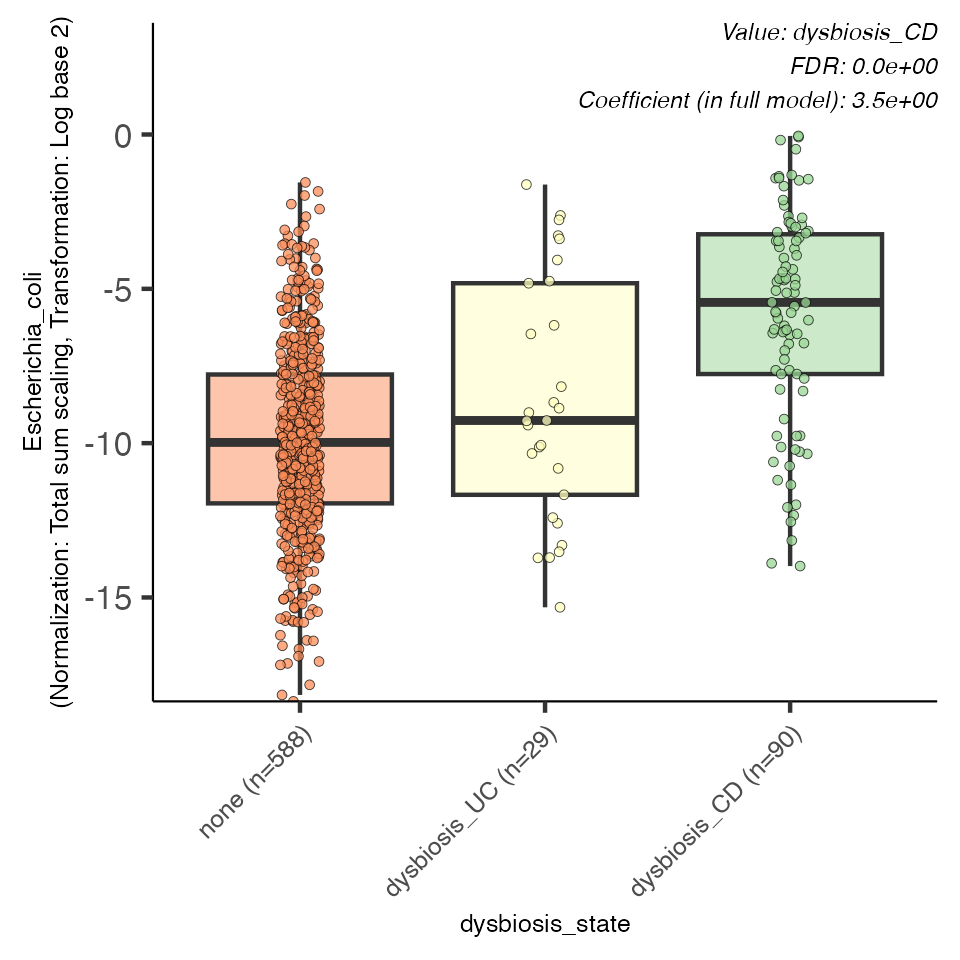 Value: dysbiosis_CD
FDR: 0.0e+00
Coefficient (in full model): 3.5e+00
Escherichia_coli
(Normalization: Total sum scaling, Transformation: Log base 2)
0
-5
-10
-15
none (n=588)
dysbiosis_UC (n=29)
dysbiosis_CD (n=90)
dysbiosis_state